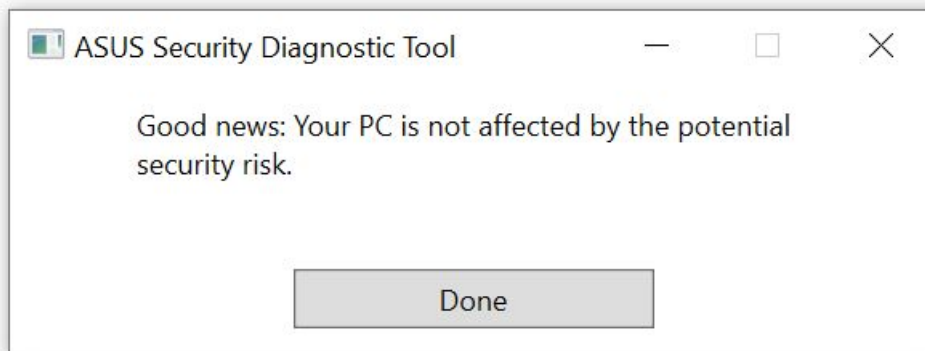 ASUS Security Diagnostic Tool
Good news: Your PC is not affected by the potential
security risk.
Done